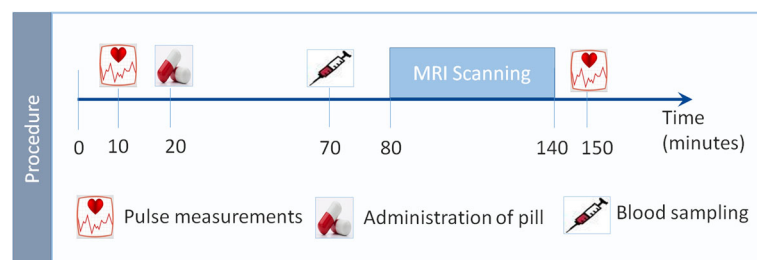 Procedure
MRI Scanning
Time
(minutes)
0 10 20 70 80 140 150
Pulse measurements Administration of pill Blood sampling